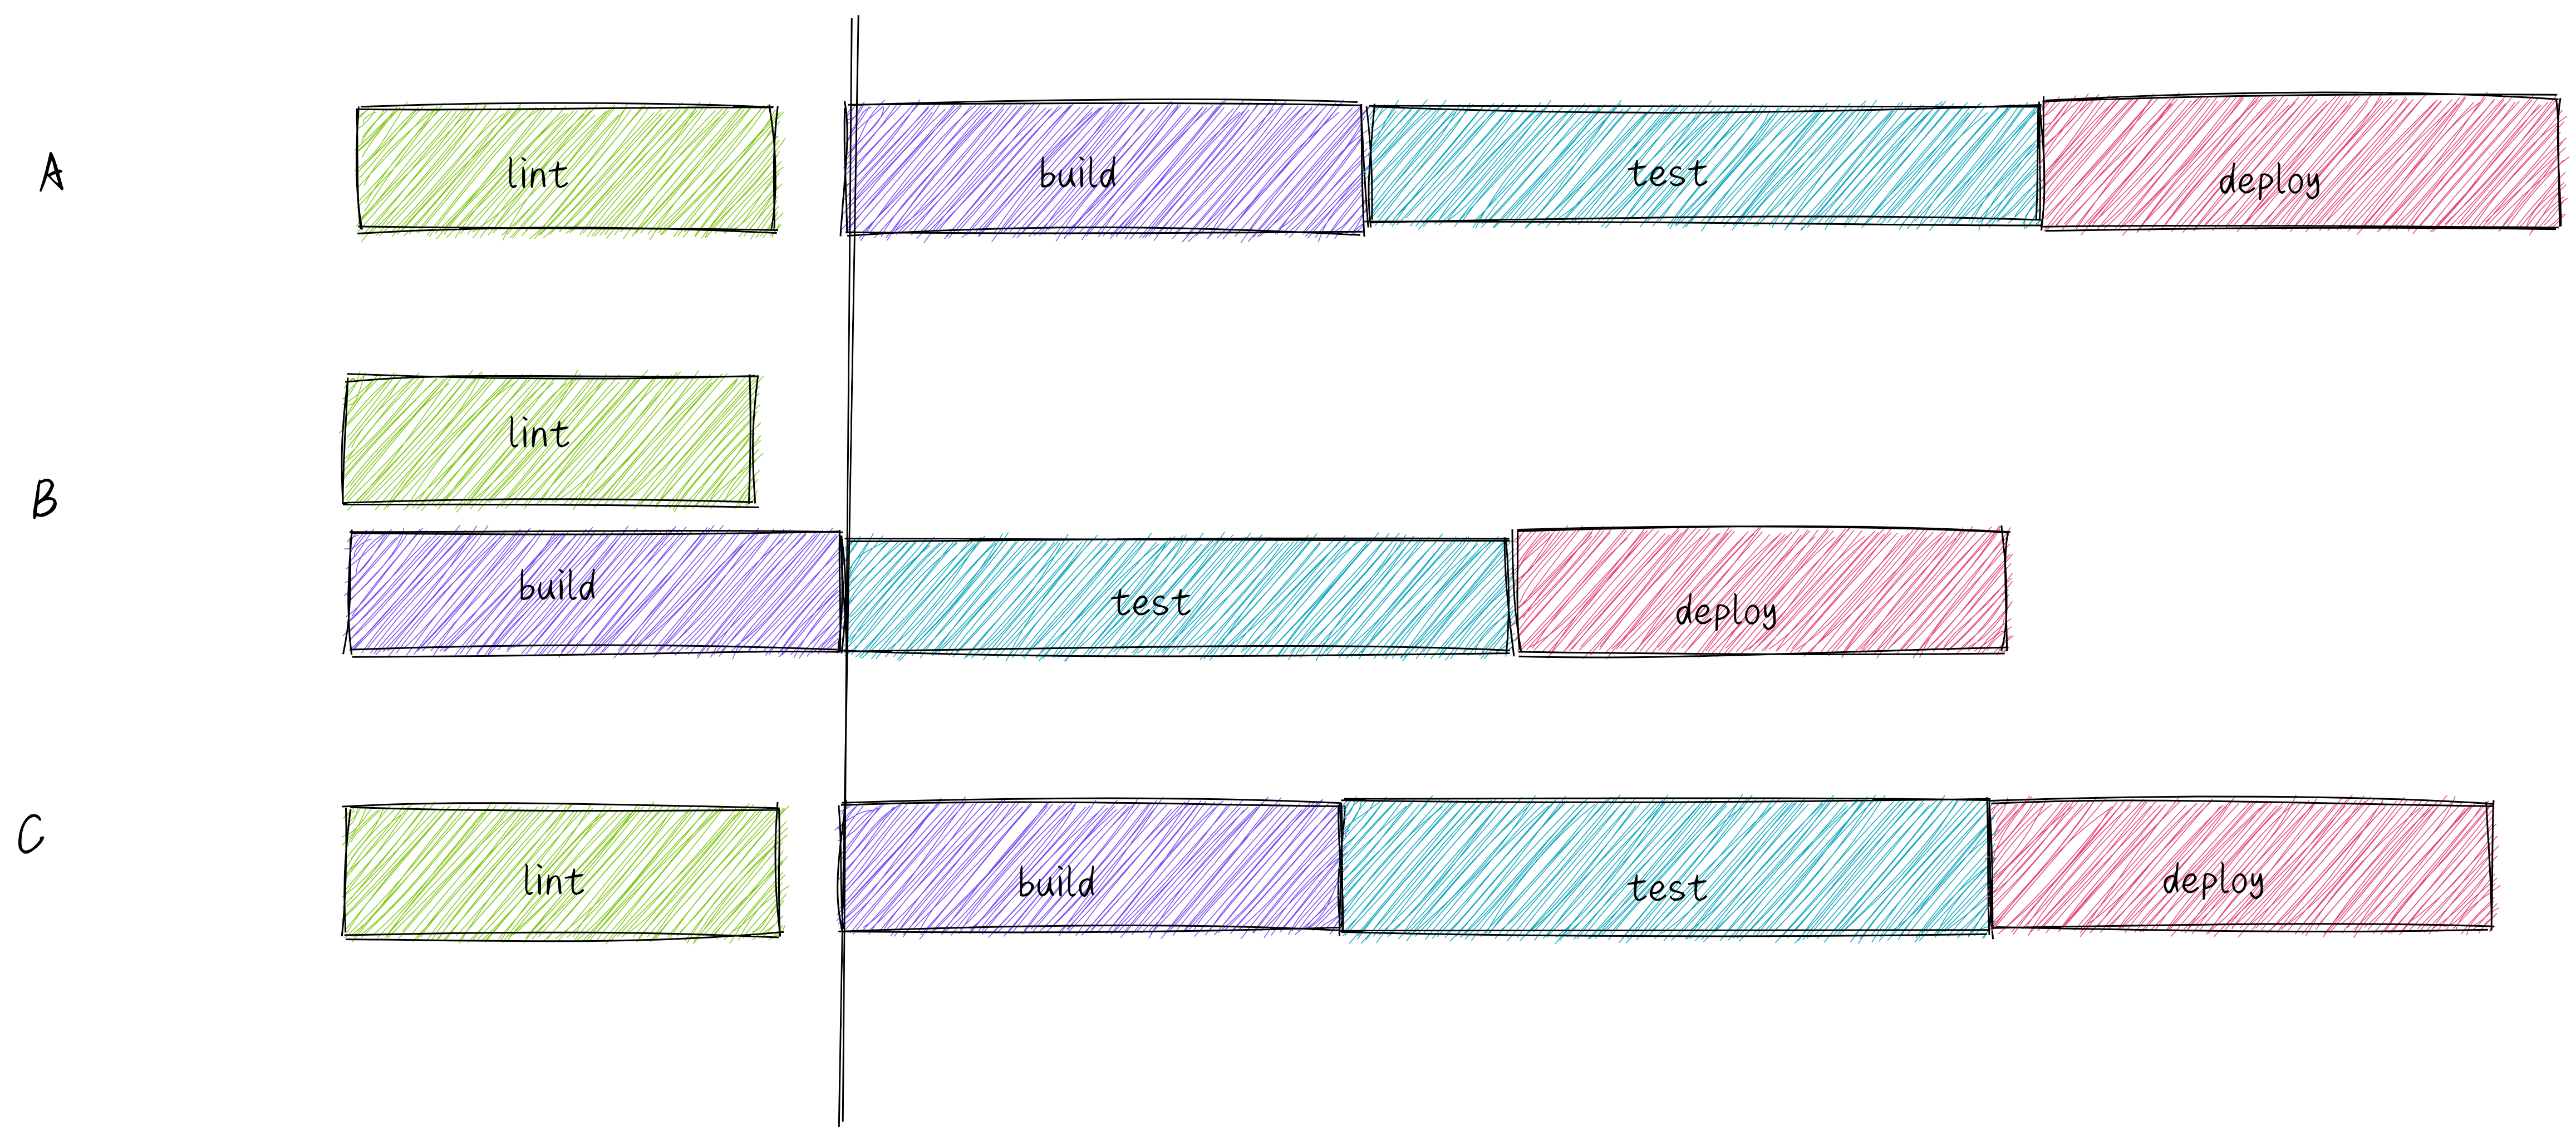 A
lint build test deploy
B
lint
build test deploy
C
lint build test deploy